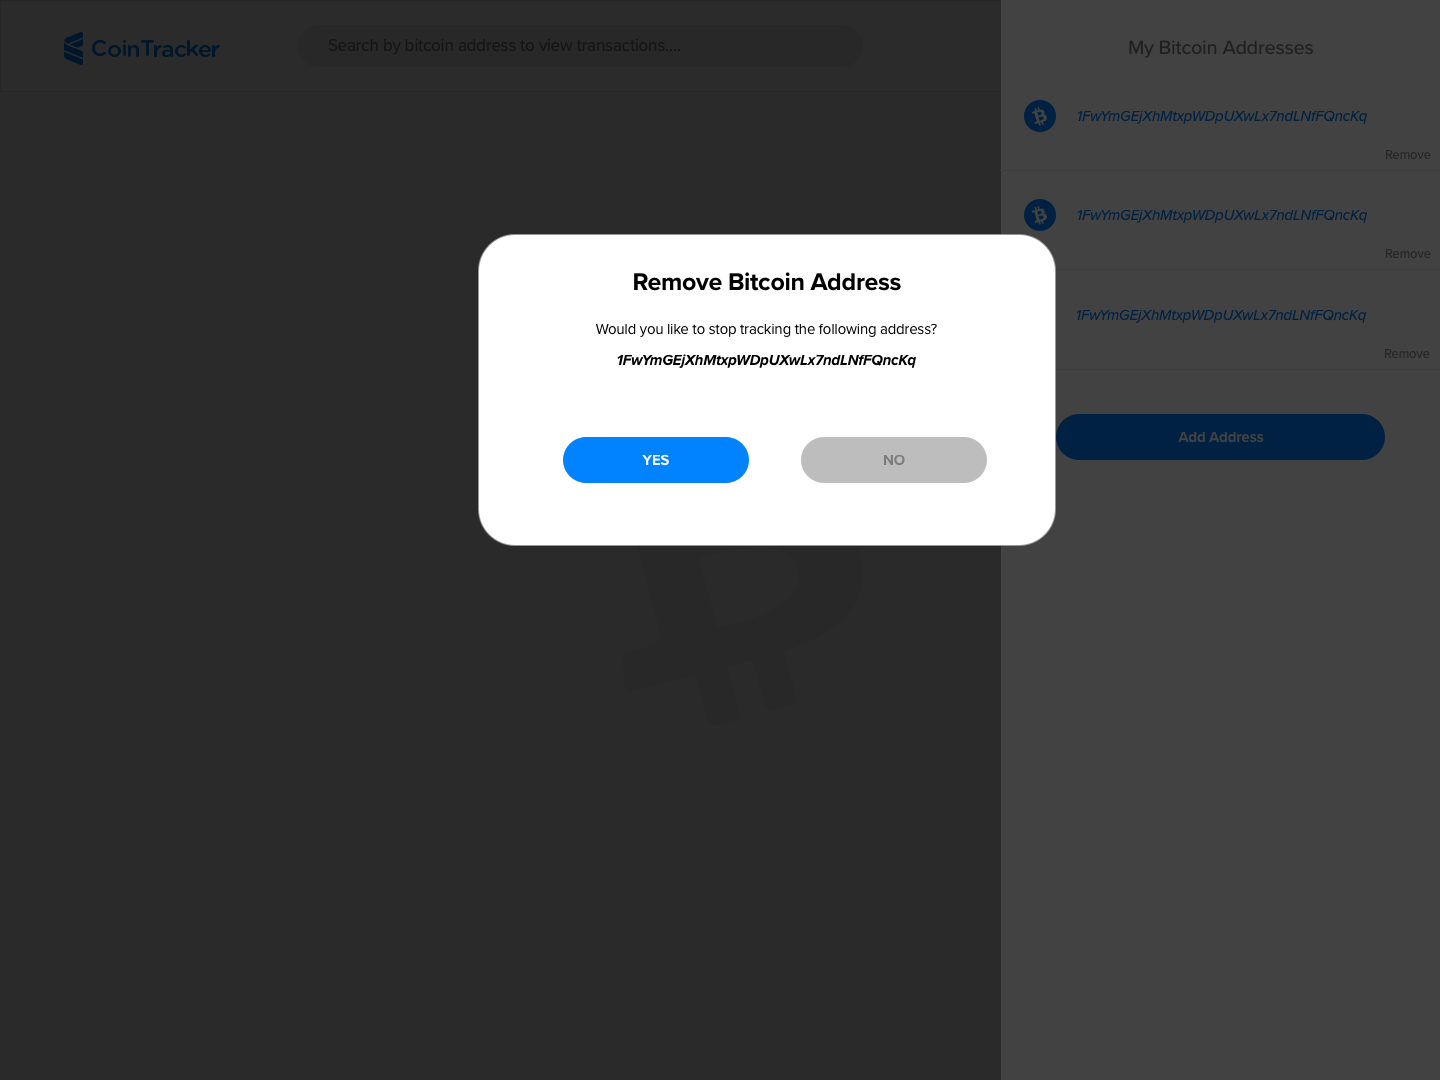 CoinTracker
Search by bitcoin address to view transactions....
My Bitcoin Addresses
1FwYmGEjXhMtxpWDpUXwLx7ndLNfFQncKq
Remove
1FwYmGEjXhMtxpWDpUXwLx7ndLNfFQncKq
Remove
1FwYmGEjXhMtxpWDpUXwLx7ndLNfFQncKq
Remove
Add Address
Remove Bitcoin Address
Would you like to stop tracking the following address?
1FwYmGEjXhMtxpWDpUXwLx7ndLNfFQncKq
YES
NO